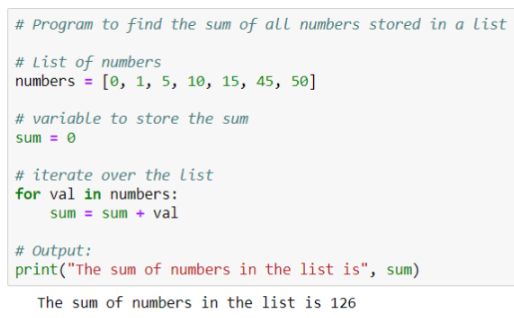 # Program to find the sum of all numbers stored in a list
# List of numbers
numbers = [0, 1, 5, 10, 15, 45, 50]
# variable to store the sum
sum = 0
# iterate over the list
for val in numbers:
    sum = sum + val
# Output:
print("The sum of numbers in the list is", sum)
The sum of numbers in the list is 126